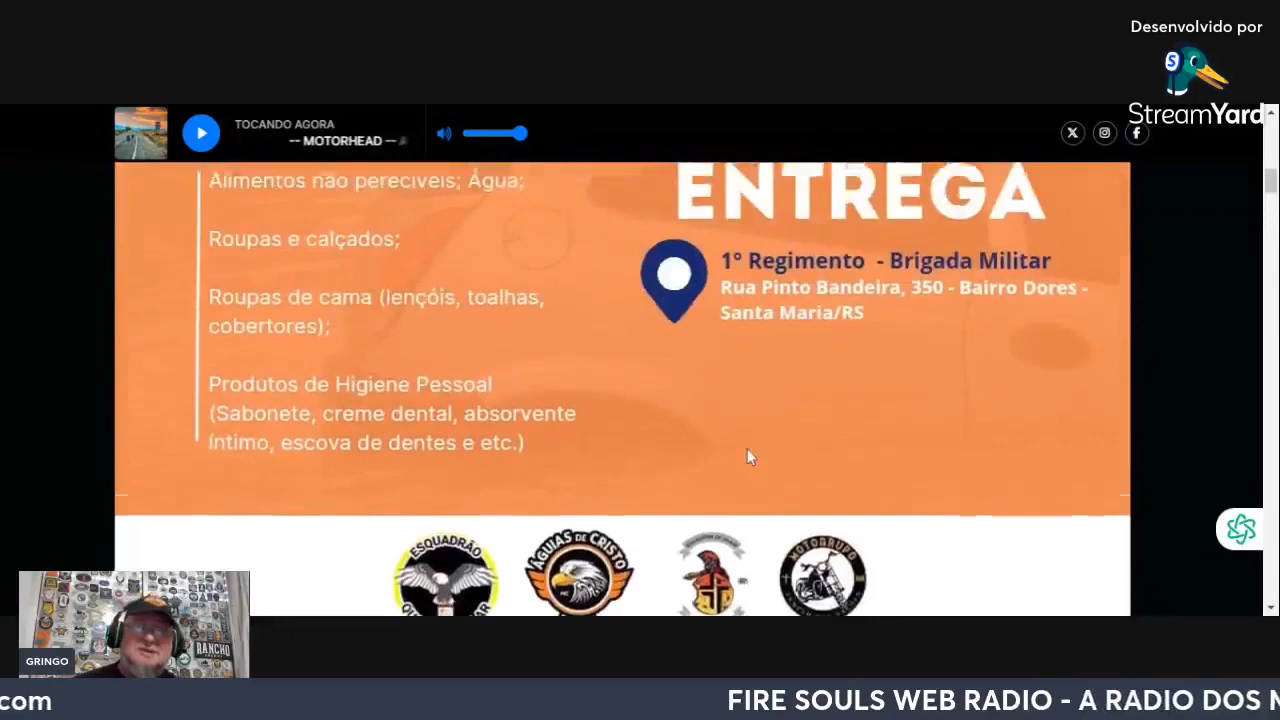 Desenvolvido por
StreamYard
TOCANDO AGORA
-- MOTORHEAD --
Alimentos não perecíveis; Água;
Roupas e calçados;
Roupas de cama (lençóis, toalhas,
cobertores);
Produtos de Higiene Pessoal
(Sabonete, creme dental, absorvente
íntimo, escova de dentes e etc.)
ENTREGA
1º Regimento - Brigada Militar
Rua Pinto Bandeira, 350 - Bairro Dores -
Santa Maria/RS
ESQUADRÃO
ÁGUIAS DE CRISTO
MOTOGRUPO
RANCHO
GRINGO
com
FIRE SOULS WEB RADIO - A RADIO DOS M